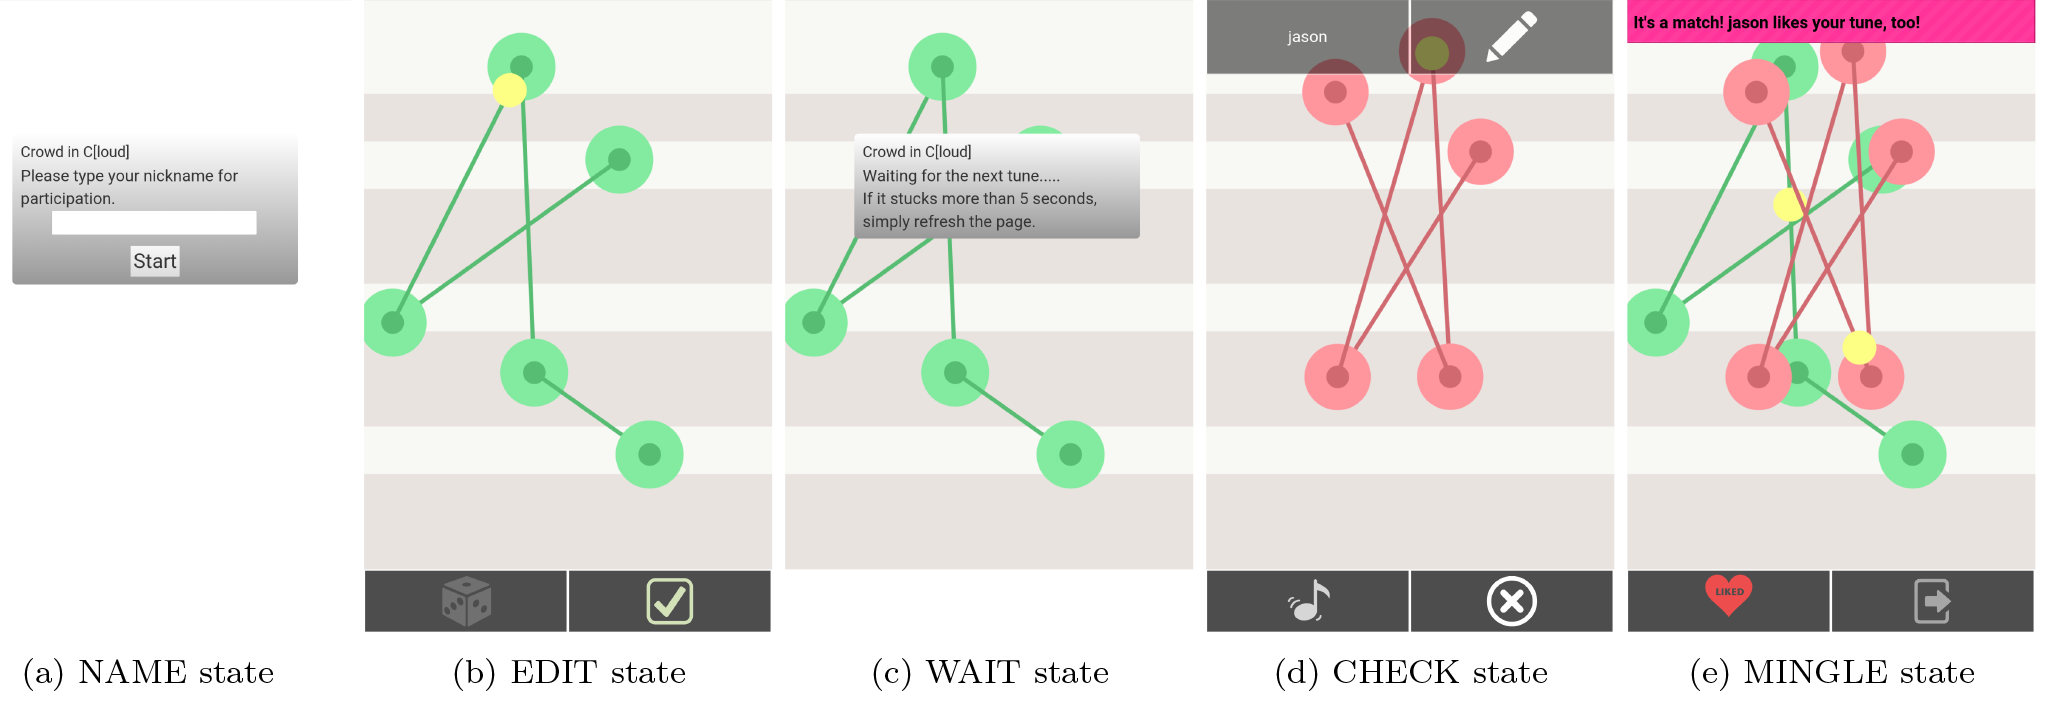 Crowd in C[loud]
Please type your nickname for
participation.
Start
Crowd in C[loud]
Waiting for the next tune.....
If it stucks more than 5 seconds,
simply refresh the page.
jason
It's a match! jason likes your tune, too!
LIKED
(a) NAME state
(b) EDIT state
(c) WAIT state
(d) CHECK state
(e) MINGLE state